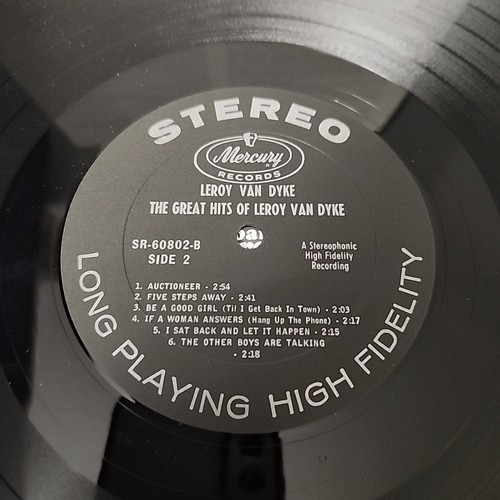 STEREO
Mercury
RECORDS
LEROY VAN DYKE
THE GREAT HITS OF LEROY VAN DYKE
SR-60802-B
SIDE 2
A Stereophonic
High Fidelity
Recording
1. AUCTIONEER - 2:54
2. FIVE STEPS AWAY - 2:41
3. BE A GOOD GIRL (Til I Get Back In Town) - 2:03
4. IF A WOMAN ANSWERS (Hang Up The Phone) - 2:17
5. I SAT BACK AND LET IT HAPPEN - 2:15
6. THE OTHER BOYS ARE TALKING
- 2:18
LONG PLAYING HIGH FIDELITY